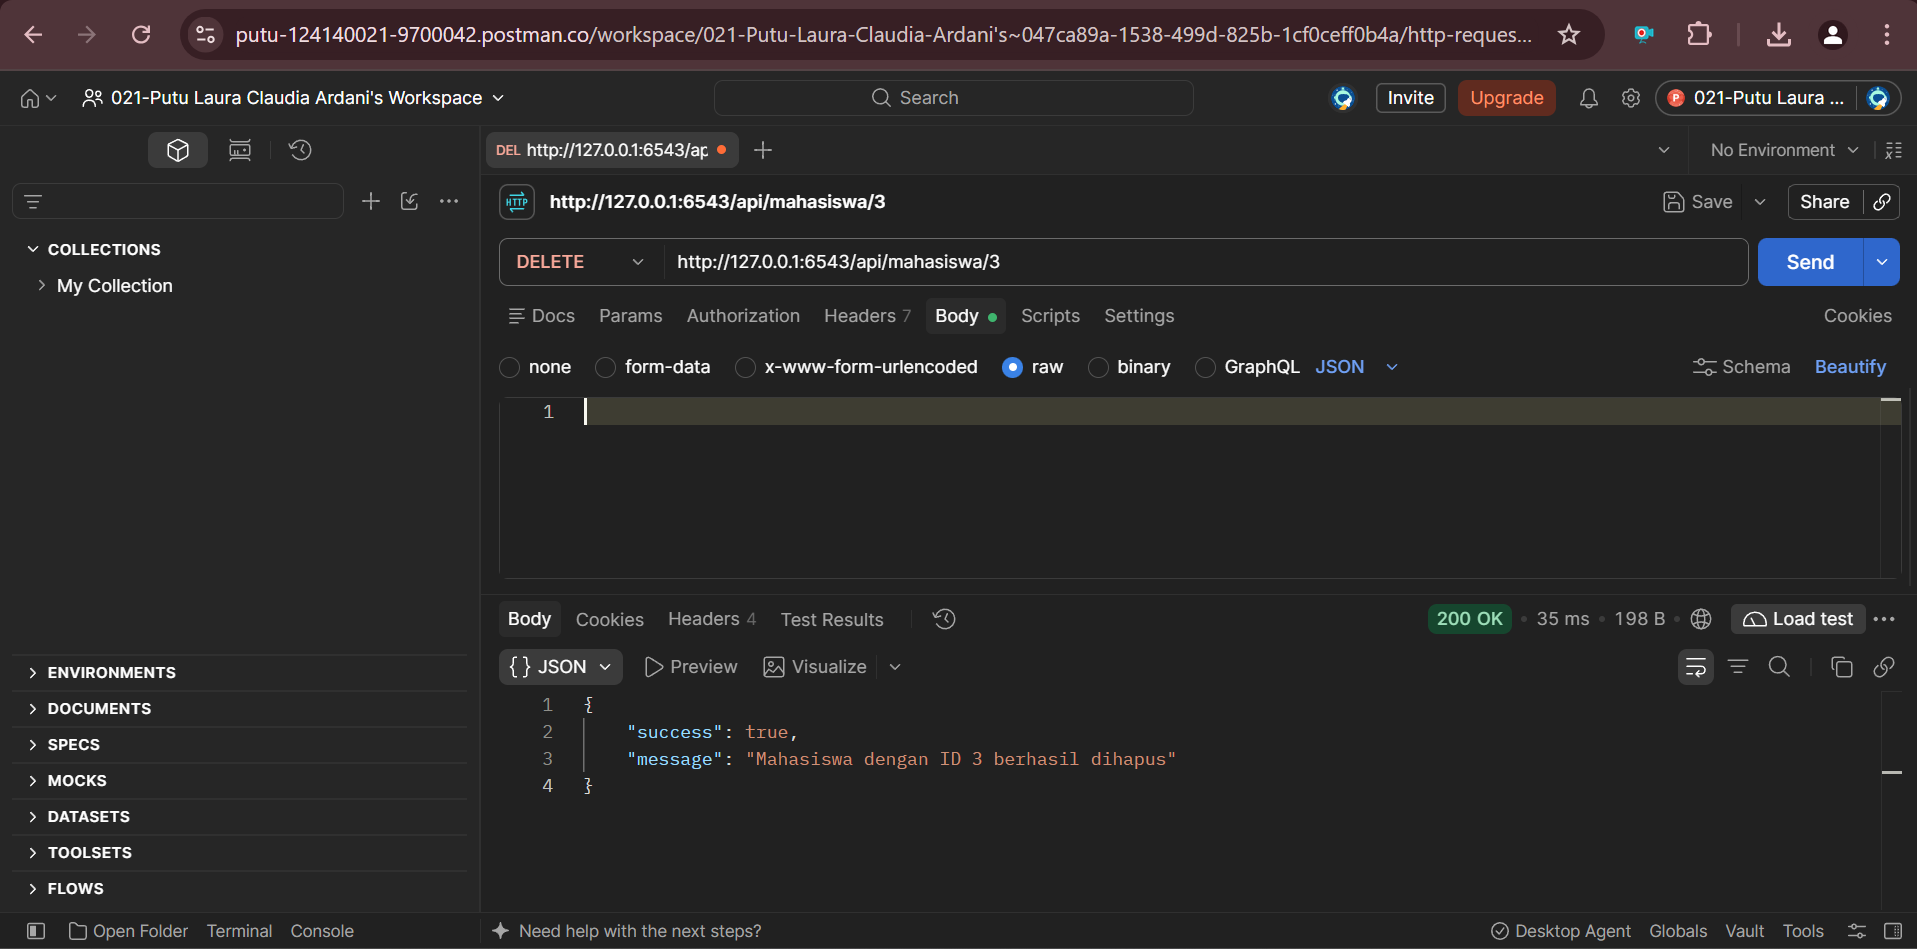 putu-124140021-9700042.postman.co/workspace/021-Putu-Laura-Claudia-Ardani's~047ca89a-1538-499d-825b-1cf0ceff0b4a/http-reques...
021-Putu Laura Claudia Ardani's Workspace
Search
Invite
Upgrade
P 021-Putu Laura ...
DEL http://127.0.0.1:6543/ap
No Environment
COLLECTIONS
My Collection
ENVIRONMENTS
DOCUMENTS
SPECS
MOCKS
DATASETS
TOOLSETS
FLOWS
HTTP http://127.0.0.1:6543/api/mahasiswa/3
Save
Share
DELETE http://127.0.0.1:6543/api/mahasiswa/3
Send
Docs Params Authorization Headers 7 Body Scripts Settings
Cookies
none form-data x-www-form-urlencoded raw binary GraphQL JSON
Schema Beautify
1
Body Cookies Headers 4 Test Results
200 OK • 35 ms • 198 B
Load test
{ } JSON Preview Visualize
1 {
2 "success": true,
3 "message": "Mahasiswa dengan ID 3 berhasil dihapus"
4 }
Open Folder Terminal Console
Need help with the next steps?
Desktop Agent Globals Vault Tools